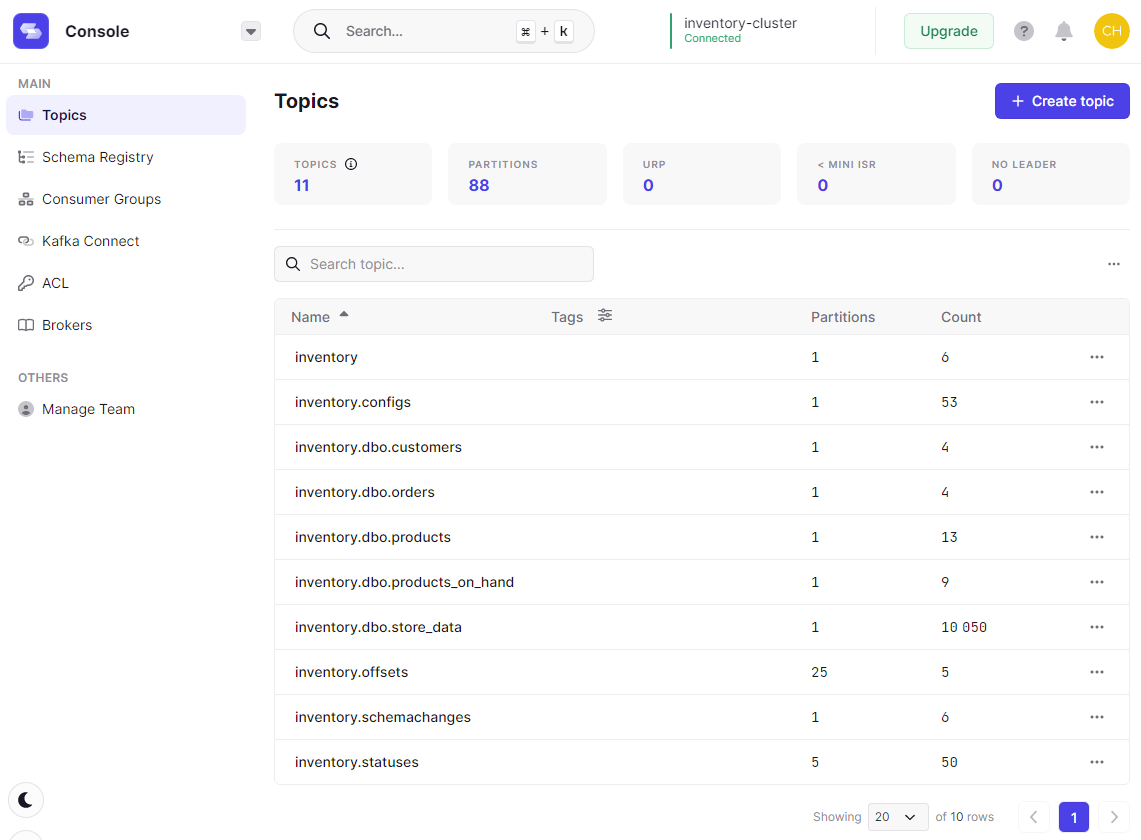 Console
Search...
⌘ + k
inventory-cluster
Connected
Upgrade
?
CH
MAIN
Topics
Schema Registry
Consumer Groups
Kafka Connect
ACL
Brokers
OTHERS
Manage Team
Topics
+ Create topic
TOPICS
11
PARTITIONS
88
URP
0
< MINI ISR
0
NO LEADER
0
Search topic...
Name Tags Partitions Count
inventory 1 6
inventory.configs 1 53
inventory.dbo.customers 1 4
inventory.dbo.orders 1 4
inventory.dbo.products 1 13
inventory.dbo.products_on_hand 1 9
inventory.dbo.store_data 1 10 050
inventory.offsets 25 5
inventory.schemachanges 1 6
inventory.statuses 5 50
Showing 20 of 10 rows 1